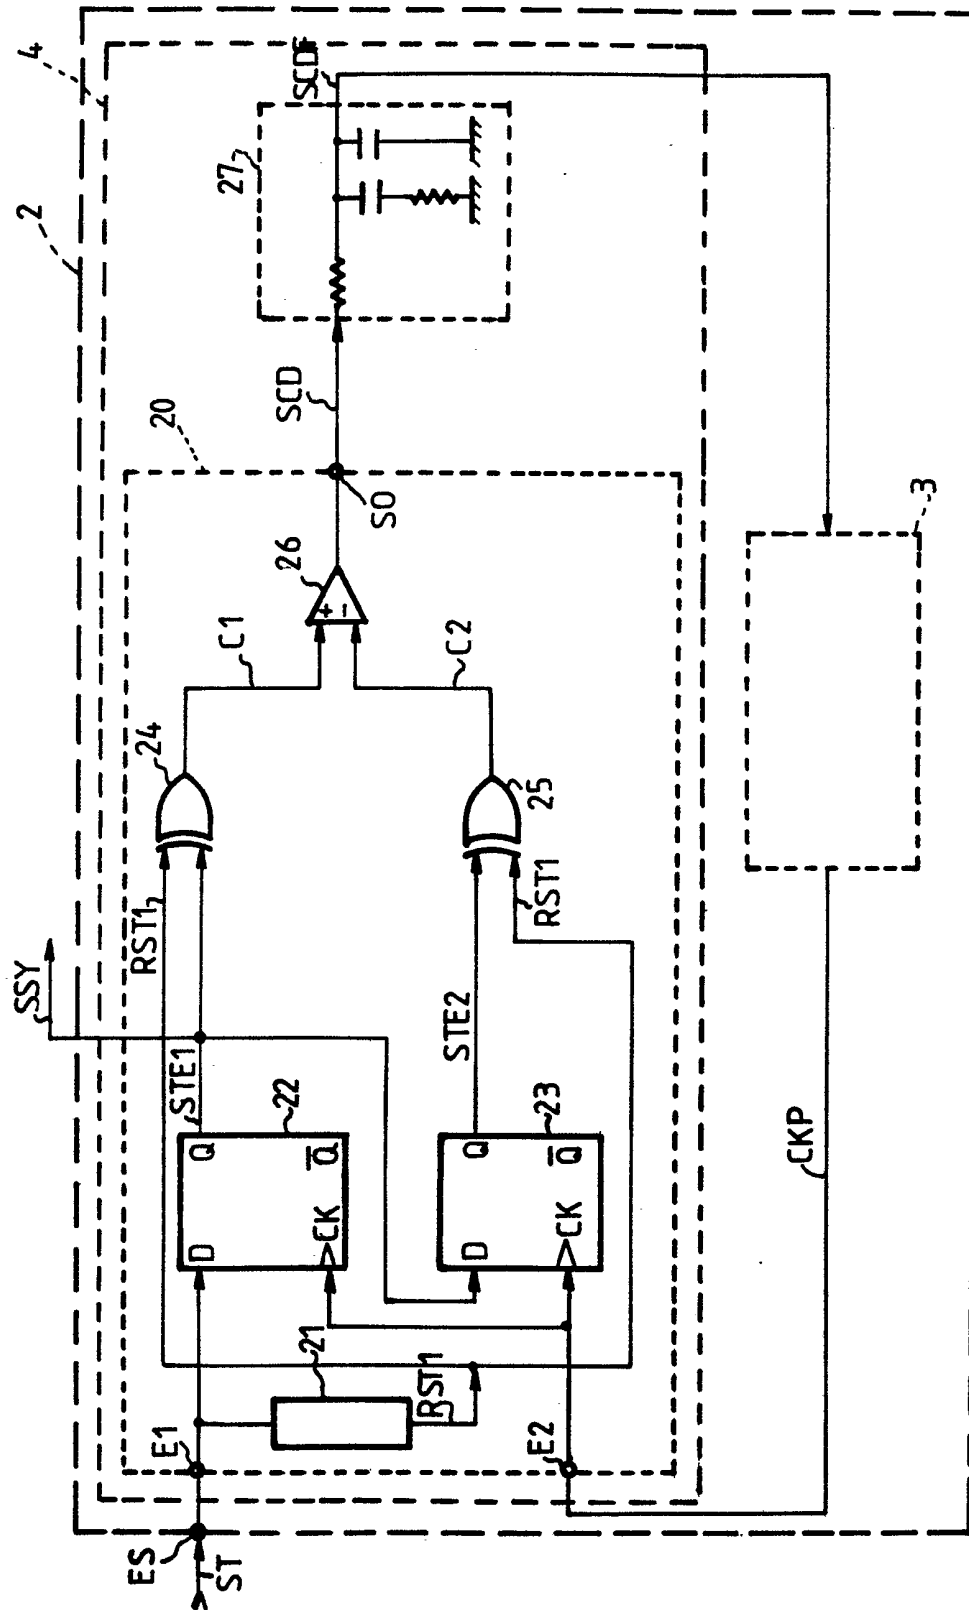 2
4
SSY
20
27
SCDF
SCD
SO
26
C1
C2
24
25
RST1
RST1
STE1
STE2
22
23
D
Q
CK
Q̅
D
Q
CK
Q̅
+
−
21
RST1
E1
E2
ES
ST
CKP
3